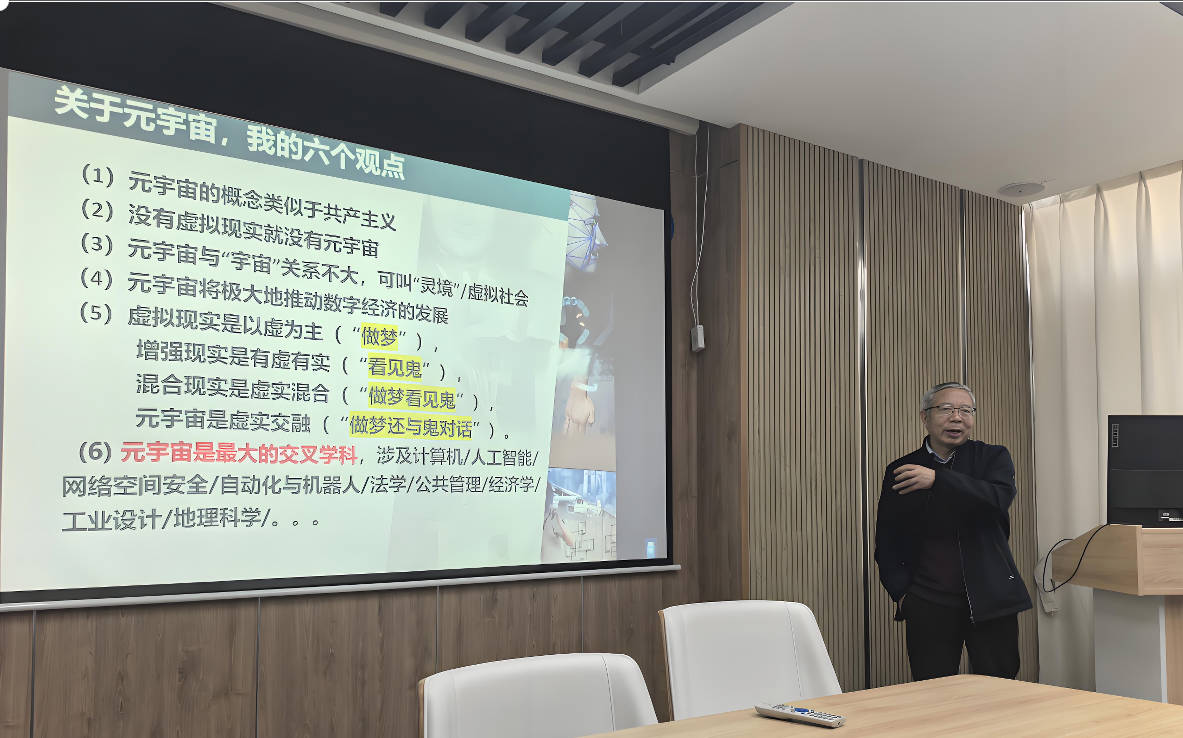 关于元宇宙，我的六个观点
（1）元宇宙的概念类似于共产主义
（2）没有虚拟现实就没有元宇宙
（3）元宇宙与“宇宙”关系不大，可叫“灵境”/虚拟社会
（4）元宇宙将极大地推动数字经济的发展
（5）虚拟现实是以虚为主（“做梦”），
增强现实是有虚有实（“看见鬼”），
混合现实是虚实混合（“做梦看见鬼”），
元宇宙是虚实交融（“做梦还与鬼对话”）。
（6）元宇宙是最大的交叉学科，涉及计算机/人工智能/
网络空间安全/自动化与机器人/法学/公共管理/经济学/
工业设计/地理科学/。。。